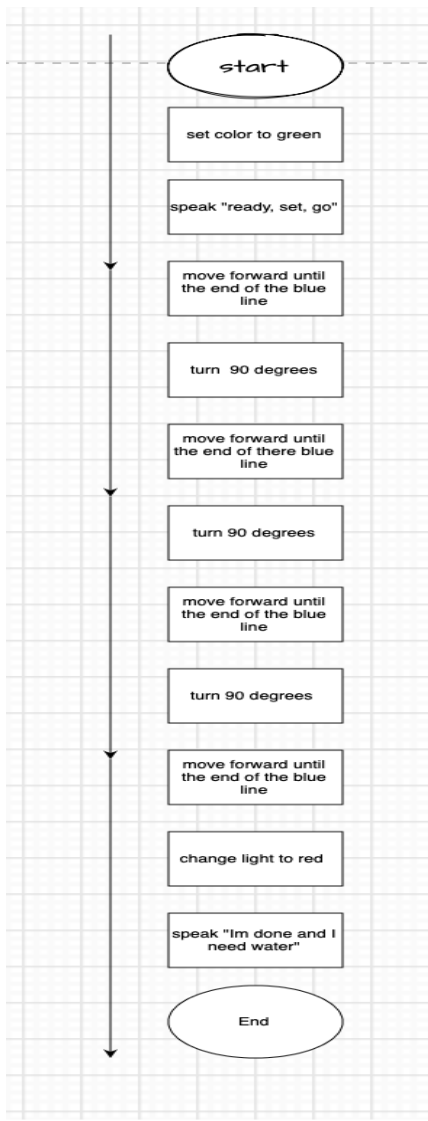 start
set color to green
speak "ready, set, go"
move forward until
the end of the blue
line
turn 90 degrees
move forward until
the end of there blue
line
turn 90 degrees
move forward until
the end of the blue
line
turn 90 degrees
move forward until
the end of the blue
line
change light to red
speak "Im done and I
need water"
End